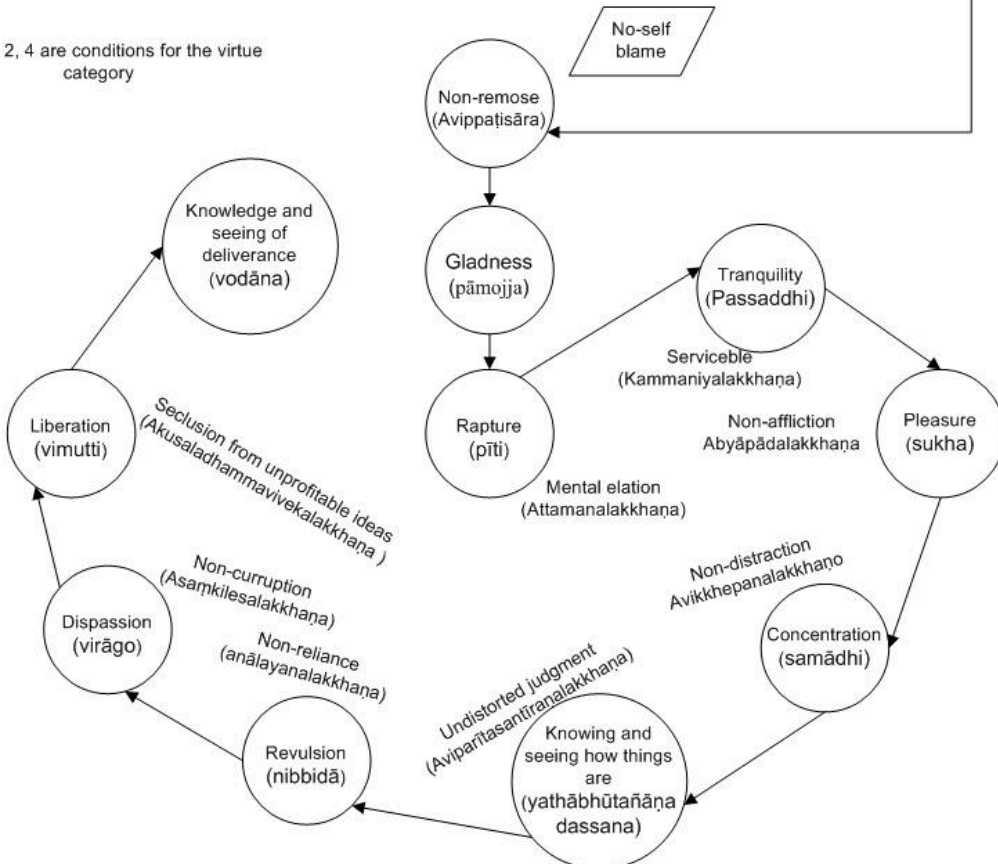 2, 4 are conditions for the virtue
category
No-self
blame
Non-remose
(Avippaṭisāra)
Gladness
(pāmojja)
Rapture
(pīti)
Mental elation
(Attamanalakkhaṇa)
Tranquility
(Passaddhi)
Serviceble
(Kammaniyalakkhaṇa)
Pleasure
(sukha)
Non-affliction
Abyāpādalakkhaṇa
Concentration
(samādhi)
Non-distraction
Avikkhepanalakkhaṇo
Knowing and
seeing how things
are
(yathābhūtañāṇa
dassana)
Undistorted judgment
(Aviparītasantīranalakkhaṇa)
Revulsion
(nibbidā)
Non-reliance
(anālayanalakkhaṇa)
Dispassion
(virāgo)
Non-curruption
(Asaṃkilesalakkhaṇa)
Liberation
(vimutti)
Seclusion from unprofitable ideas
(Akusaladhammavivekalakkhaṇa )
Knowledge and
seeing of
deliverance
(vodāna)